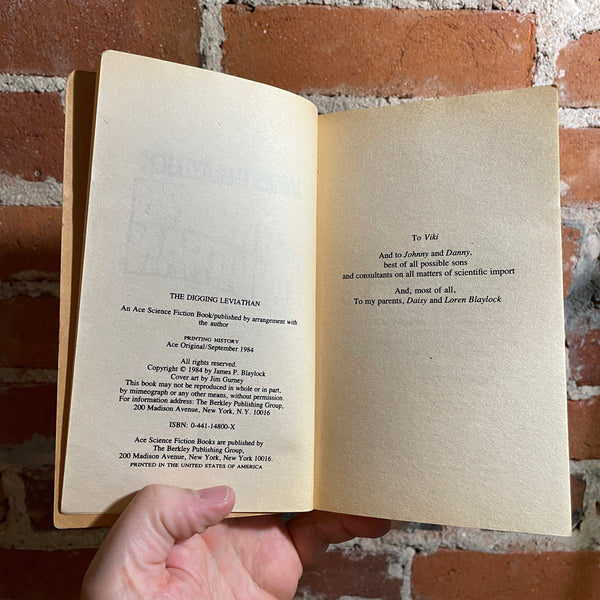 THE DIGGING LEVIATHAN
An Ace Science Fiction Book/published by arrangement with
the author
PRINTING HISTORY
Ace Original/September 1984
All rights reserved.
Copyright © 1984 by James P. Blaylock
Cover art by Jim Gurney
This book may not be reproduced in whole or in part,
by mimeograph or any other means, without permission.
For information address: The Berkley Publishing Group,
200 Madison Avenue, New York, N.Y. 10016
ISBN: 0-441-14800-X
Ace Science Fiction Books are published by
The Berkley Publishing Group,
200 Madison Avenue, New York, New York 10016.
PRINTED IN THE UNITED STATES OF AMERICA
To Viki
And to Johnny and Danny,
best of all possible sons
and consultants on all matters of scientific import
And, most of all,
To my parents, Daisy and Loren Blaylock